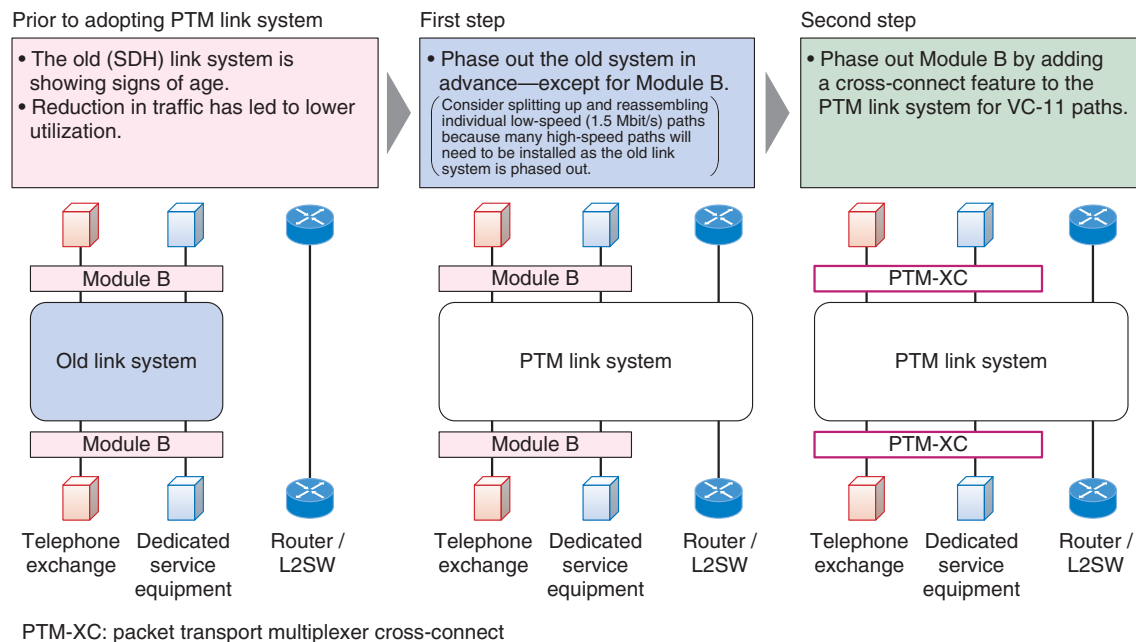 Prior to adopting PTM link system
• The old (SDH) link system is
showing signs of age.
• Reduction in traffic has led to lower
utilization.
First step
• Phase out the old system in
advance—except for Module B.
(Consider splitting up and reassembling
individual low-speed (1.5 Mbit/s) paths
because many high-speed paths will
need to be installed as the old link
system is phased out.)
Second step
• Phase out Module B by adding
a cross-connect feature to the
PTM link system for VC-11 paths.
Module B
Old link system
Module B
Telephone
exchange
Dedicated
service
equipment
Router /
L2SW
Module B
PTM link system
Module B
Telephone
exchange
Dedicated
service
equipment
Router /
L2SW
PTM-XC
PTM link system
PTM-XC
Telephone
exchange
Dedicated
service
equipment
Router /
L2SW
PTM-XC: packet transport multiplexer cross-connect